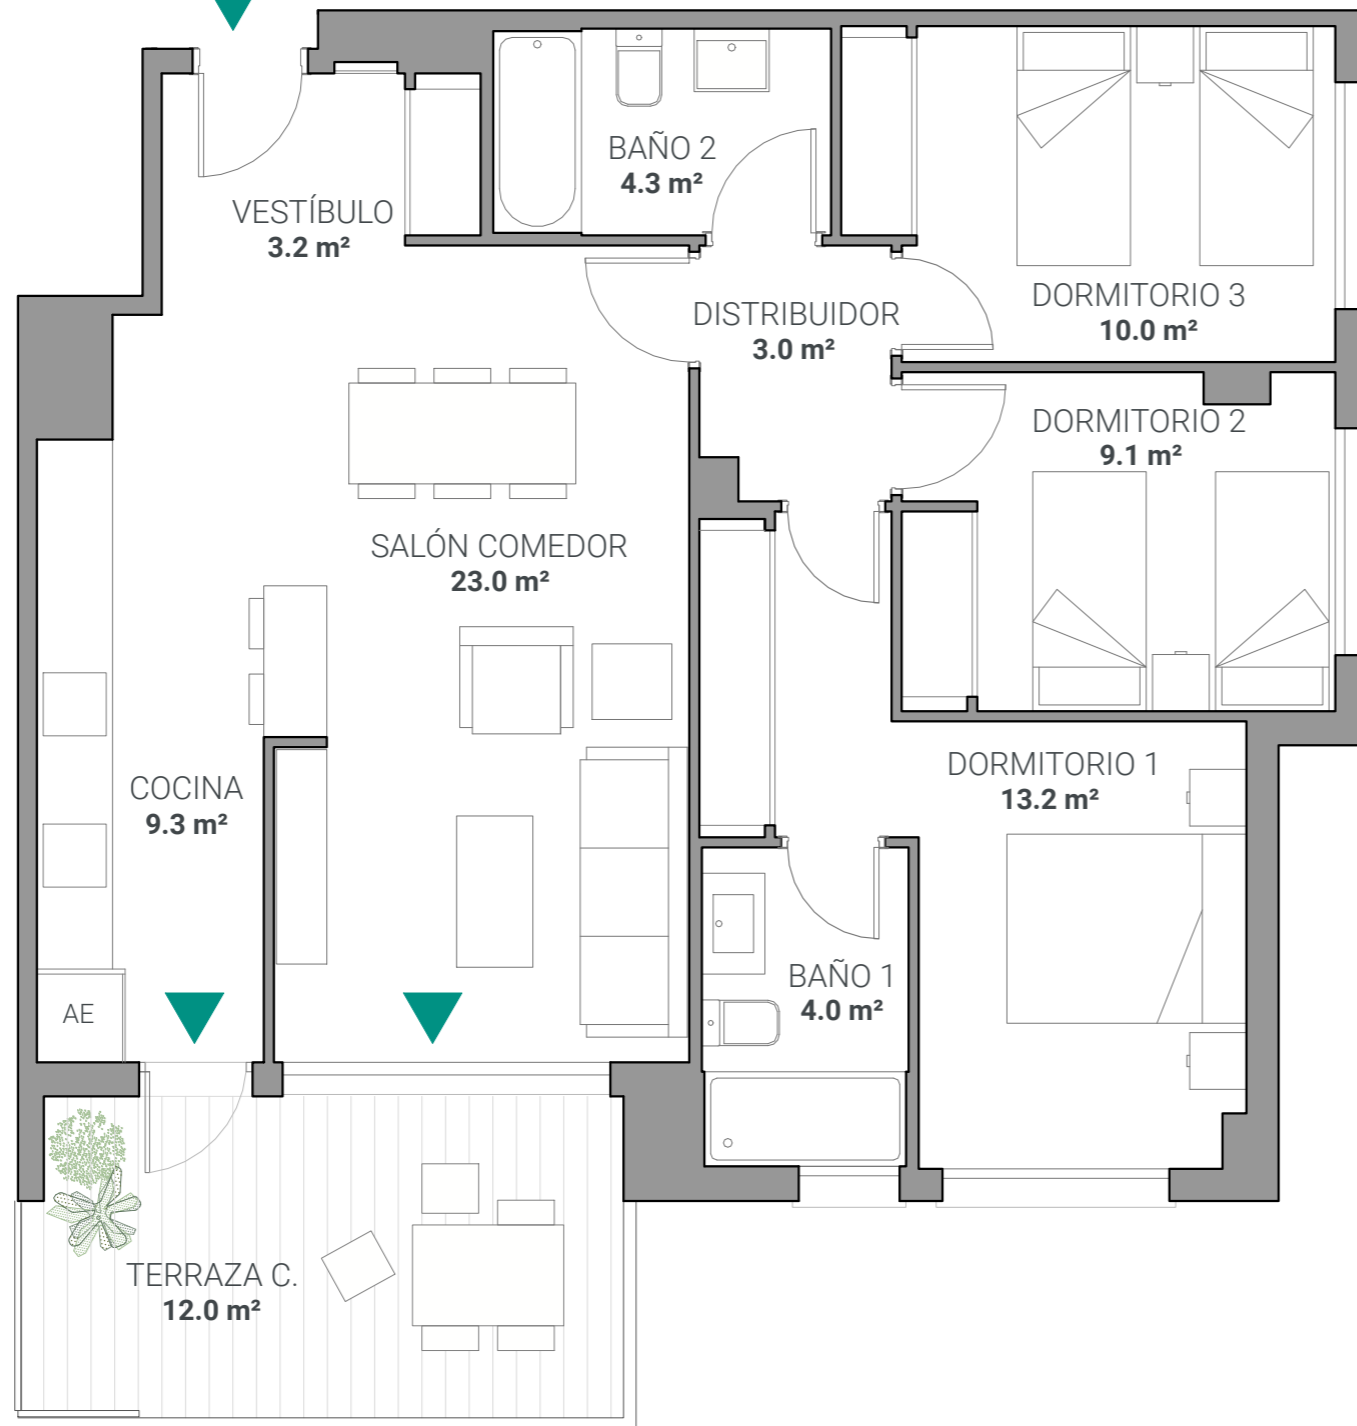 BAÑO 2
4.3 m²
VESTÍBULO
3.2 m²
DISTRIBUIDOR
3.0 m²
DORMITORIO 3
10.0 m²
DORMITORIO 2
9.1 m²
SALÓN COMEDOR
23.0 m²
COCINA
9.3 m²
DORMITORIO 1
13.2 m²
BAÑO 1
4.0 m²
AE
TERRAZA C.
12.0 m²